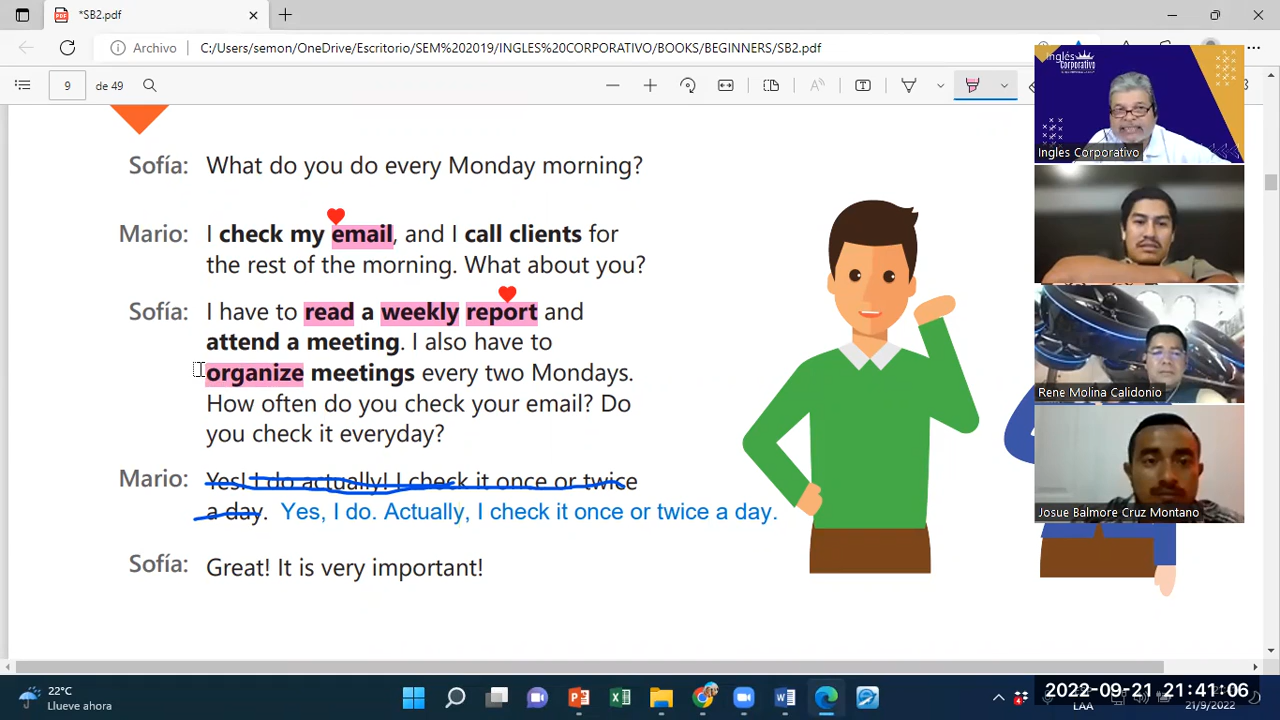 *SB2.pdf
Archivo
C:/Users/semon/OneDrive/Escritorio/SEM%202019/INGLES%20CORPORATIVO/BOOKS/BEGINNERS/SB2.pdf
9 de 49
Sofía: What do you do every Monday morning?
Mario: I check my email, and I call clients for
the rest of the morning. What about you?
Sofía: I have to read a weekly report and
attend a meeting. I also have to
organize meetings every two Mondays.
How often do you check your email? Do
you check it everyday?
Mario: Yes! I do actually! I check it once or twice
a day. Yes, I do. Actually, I check it once or twice a day.
Sofía: Great! It is very important!
Inglés
Corporativo
Ingles Corporativo
Rene Molina Calidonio
Josue Balmore Cruz Montano
22°C
Llueve ahora
2022-09-21 21:41:06
LAA
21/9/2022